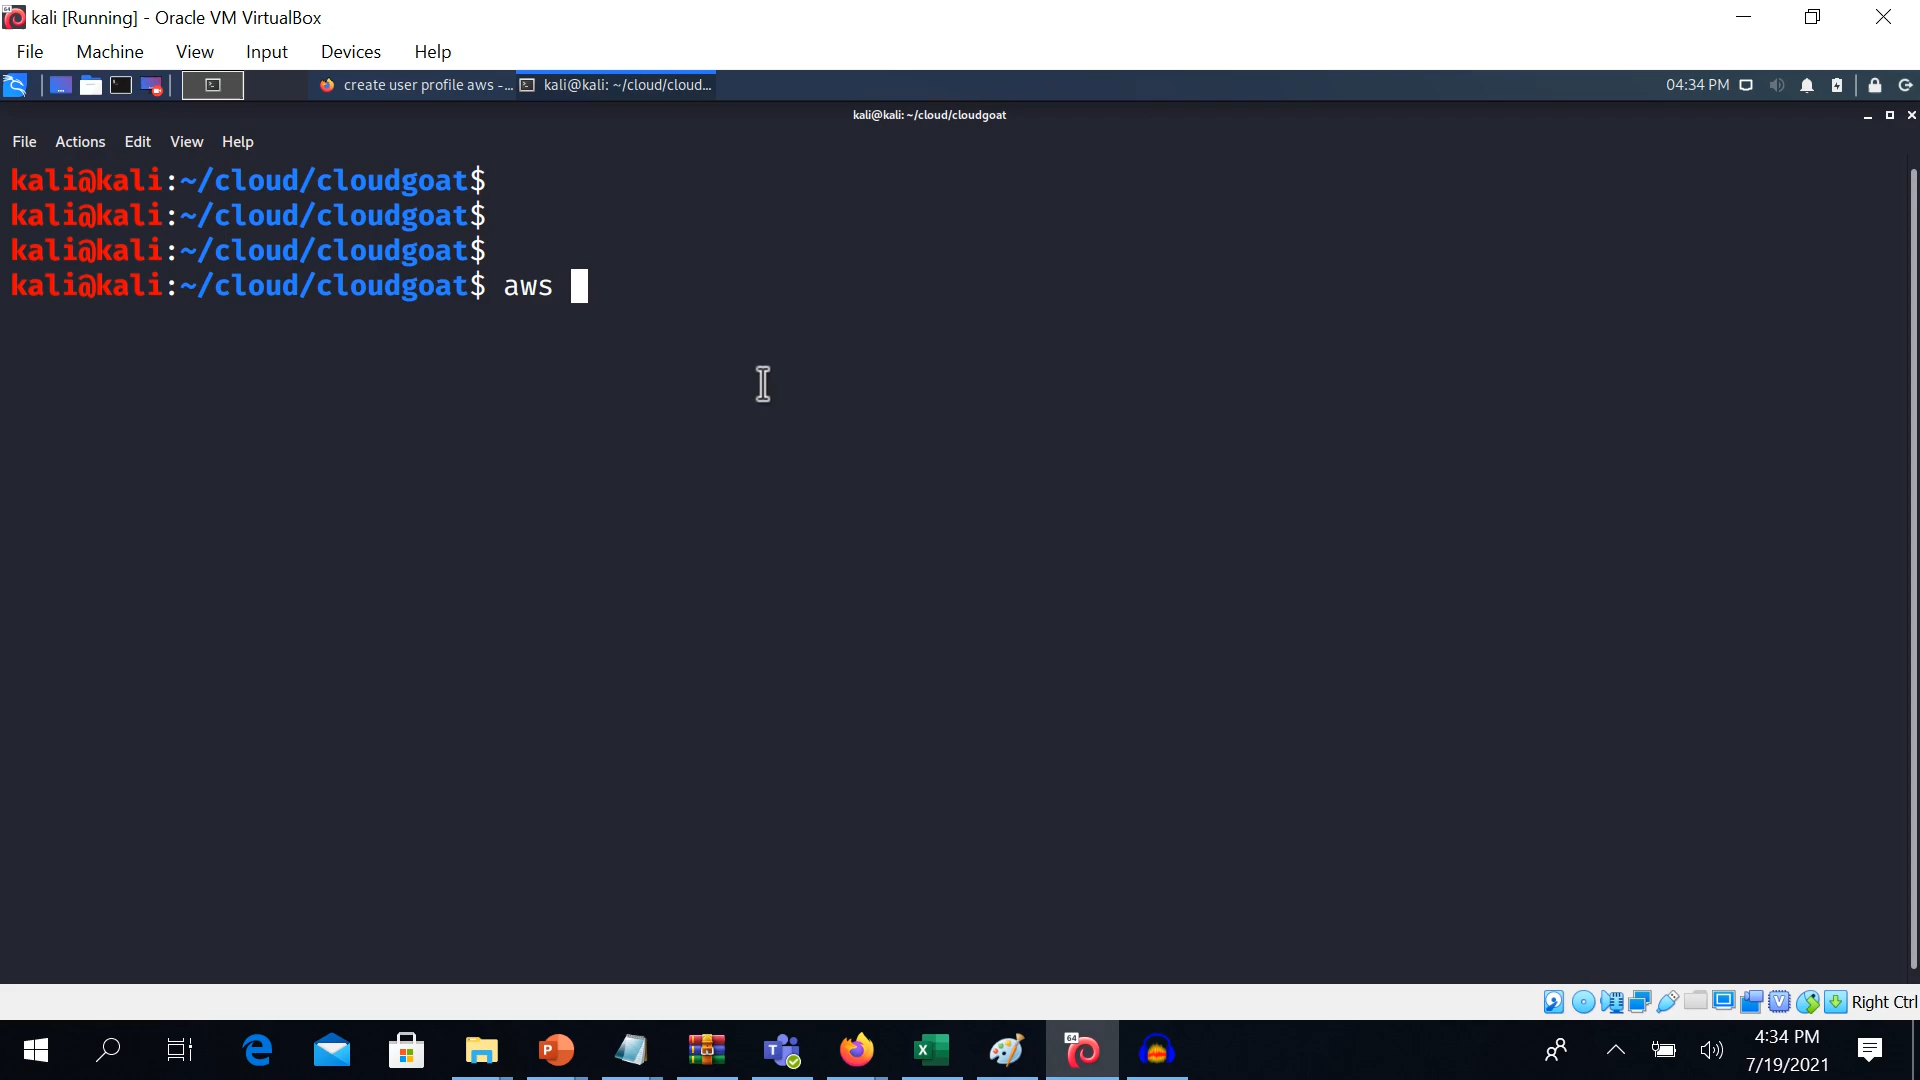 kali [Running] - Oracle VM VirtualBox
File Machine View Input Devices Help
create user profile aws -... kali@kali: ~/cloud/cloud... 04:34 PM
kali@kali: ~/cloud/cloudgoat
File Actions Edit View Help
kali@kali:~/cloud/cloudgoat$
kali@kali:~/cloud/cloudgoat$
kali@kali:~/cloud/cloudgoat$
kali@kali:~/cloud/cloudgoat$ aws
Right Ctrl
4:34 PM
7/19/2021